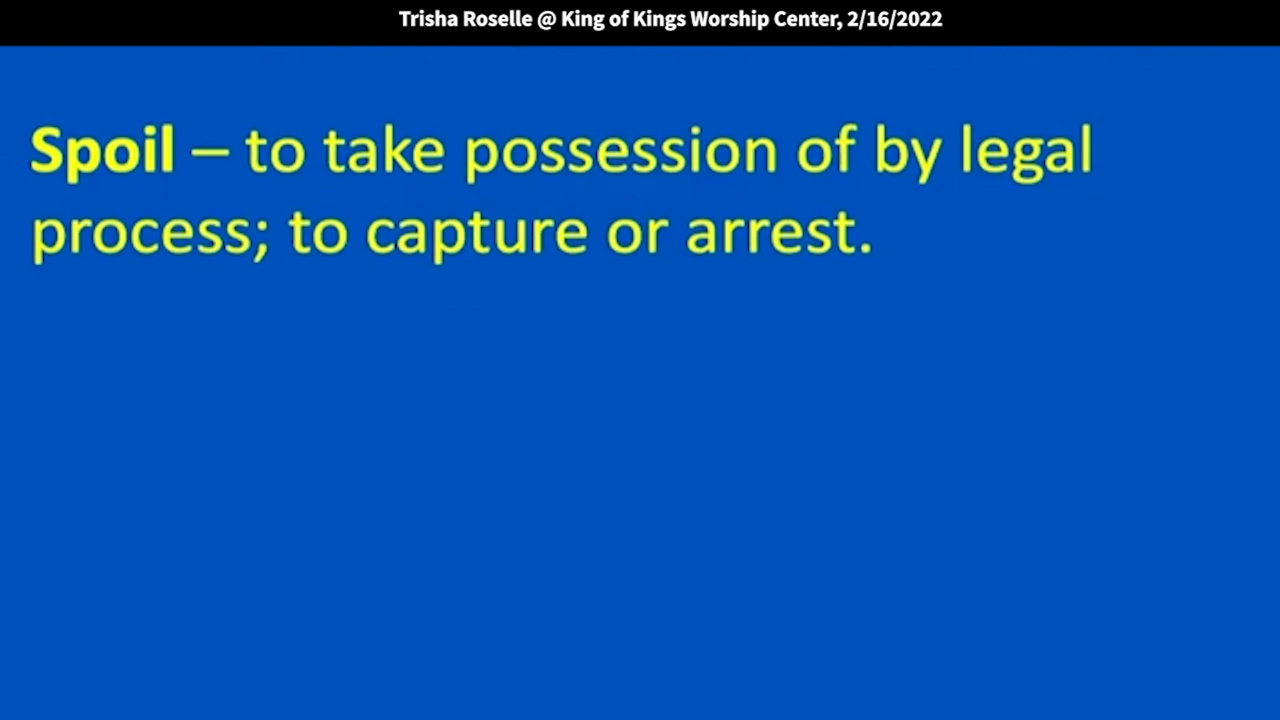 Trisha Roselle @ King of Kings Worship Center, 2/16/2022
Spoil – to take possession of by legal
process; to capture or arrest.